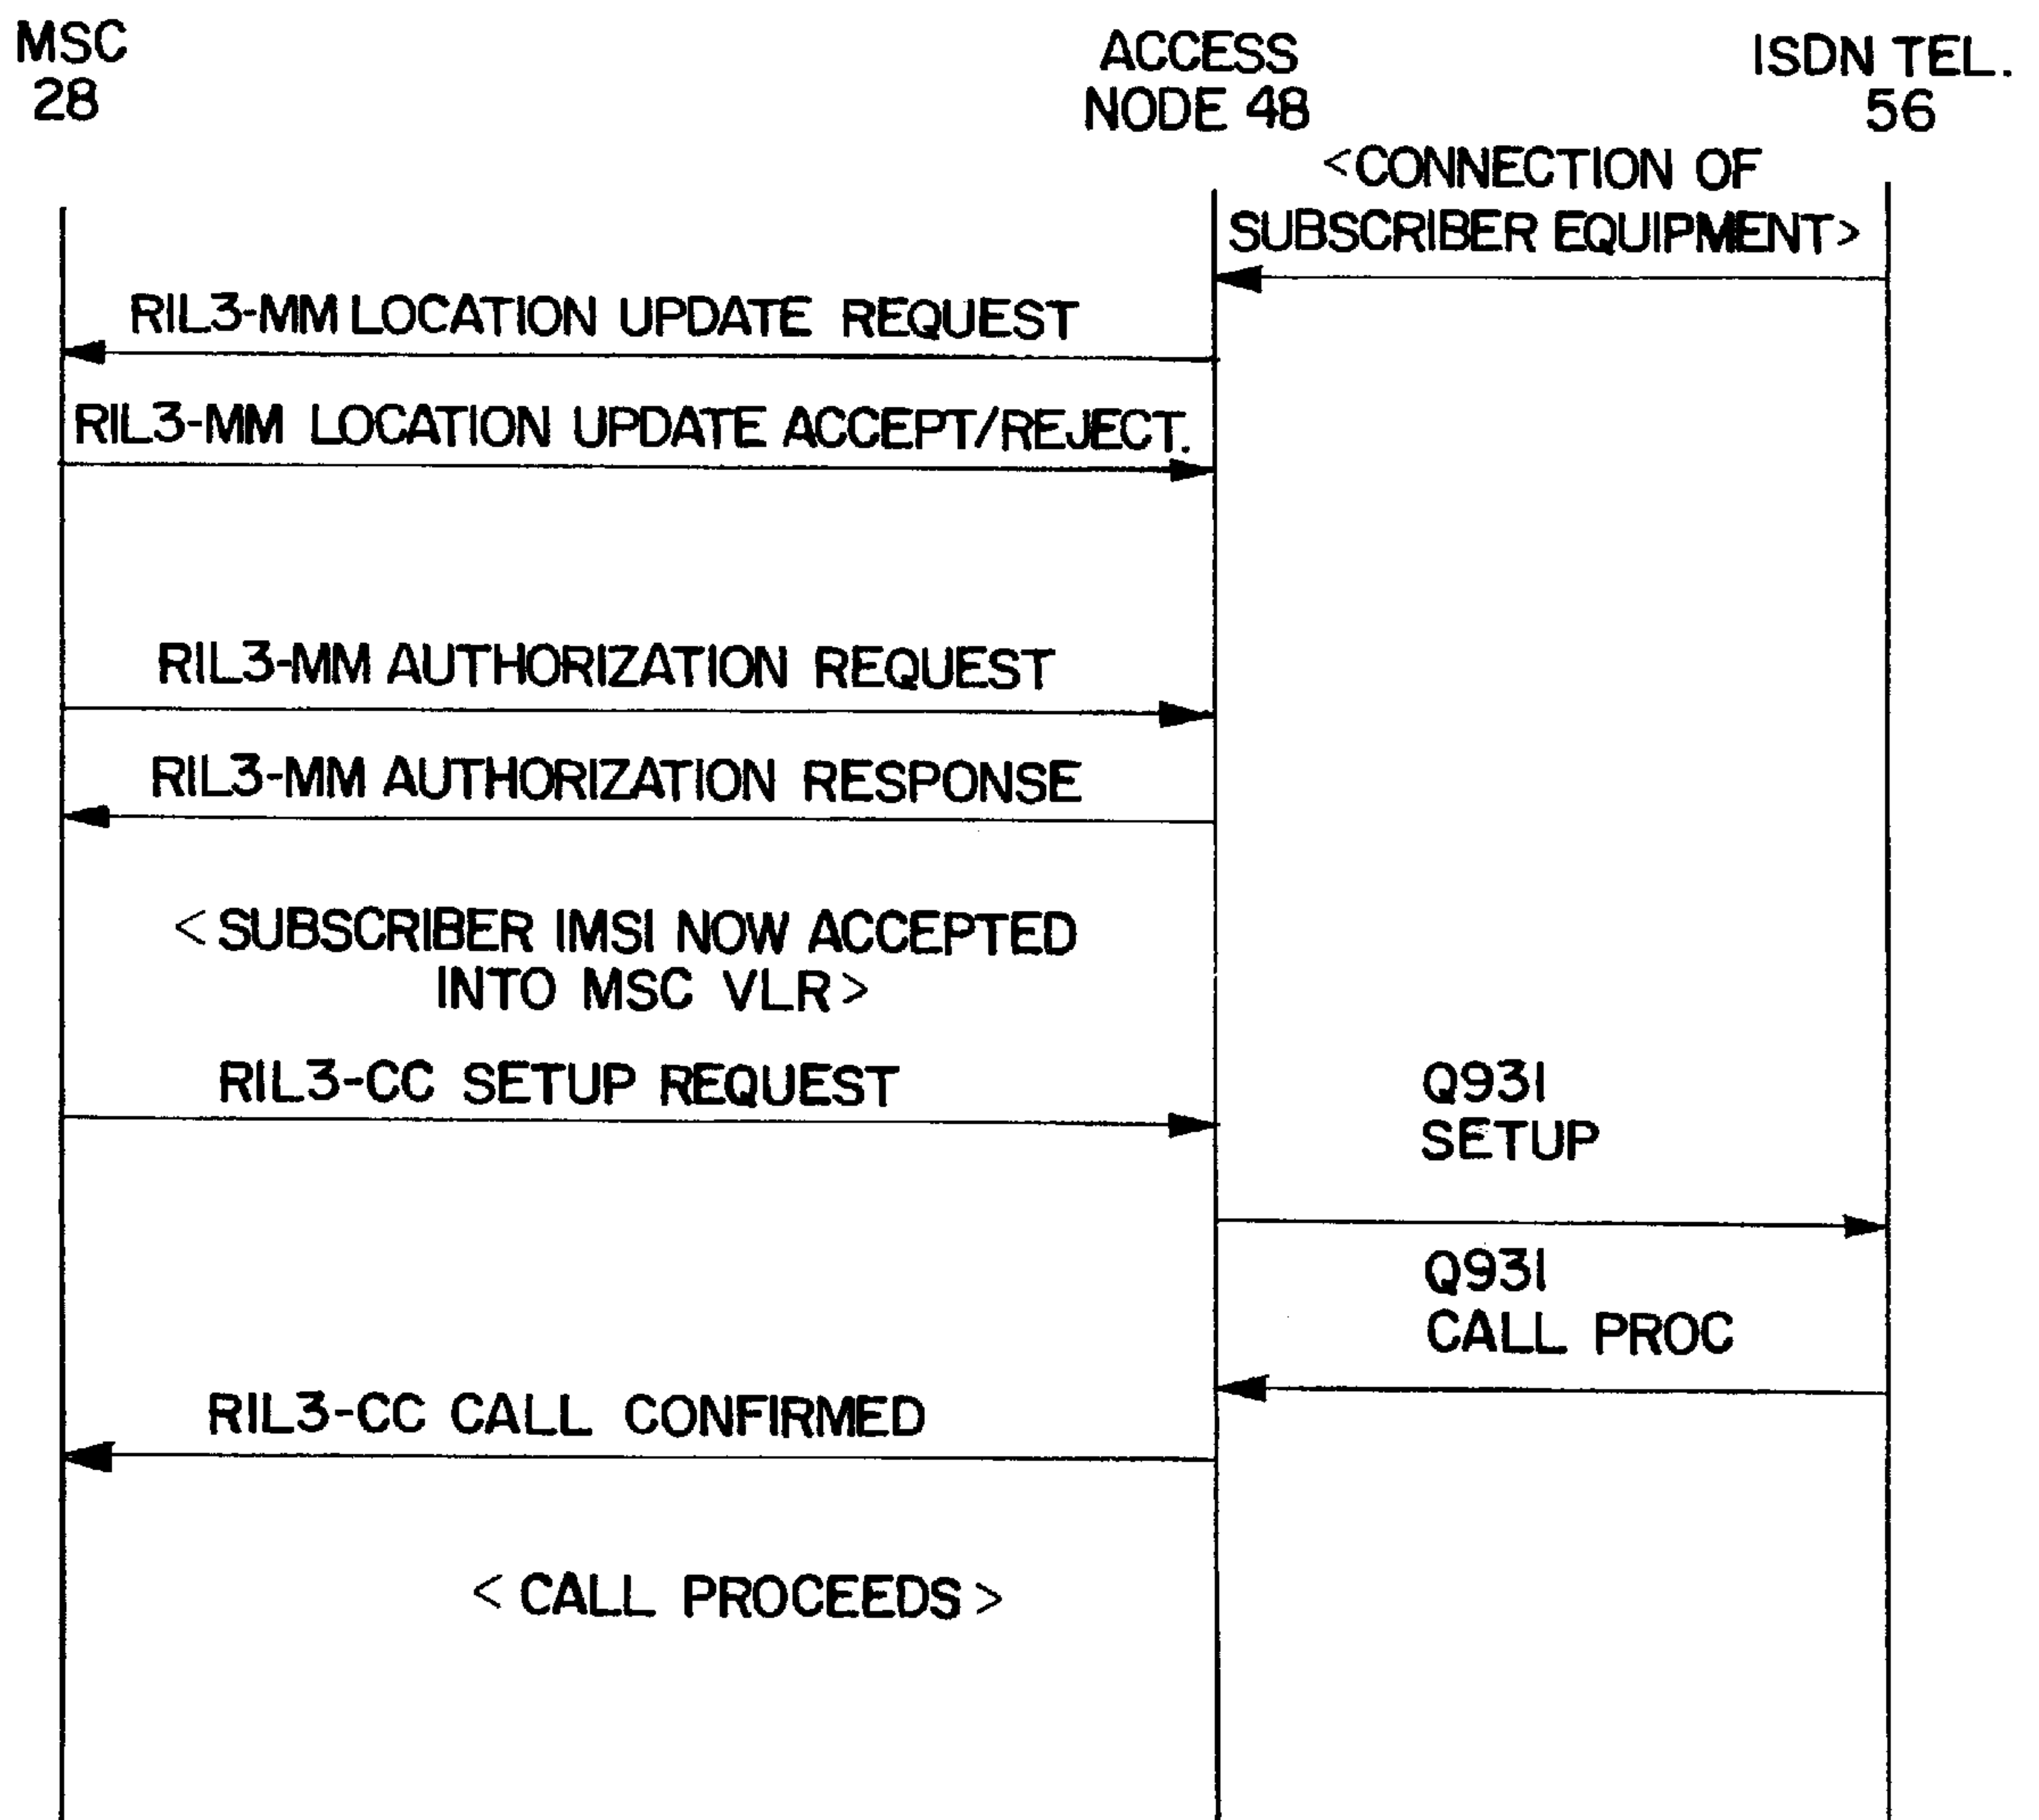 MSC
28
ACCESS
NODE 48
ISDN TEL.
56
<CONNECTION OF
SUBSCRIBER EQUIPMENT>
RIL3-MM LOCATION UPDATE REQUEST
RIL3-MM LOCATION UPDATE ACCEPT/REJECT.
RIL3-MM AUTHORIZATION REQUEST
RIL3-MM AUTHORIZATION RESPONSE
<SUBSCRIBER IMSI NOW ACCEPTED
INTO MSC VLR>
RIL3-CC SETUP REQUEST
Q931
SETUP
Q931
CALL PROC
RIL3-CC CALL CONFIRMED
<CALL PROCEEDS>